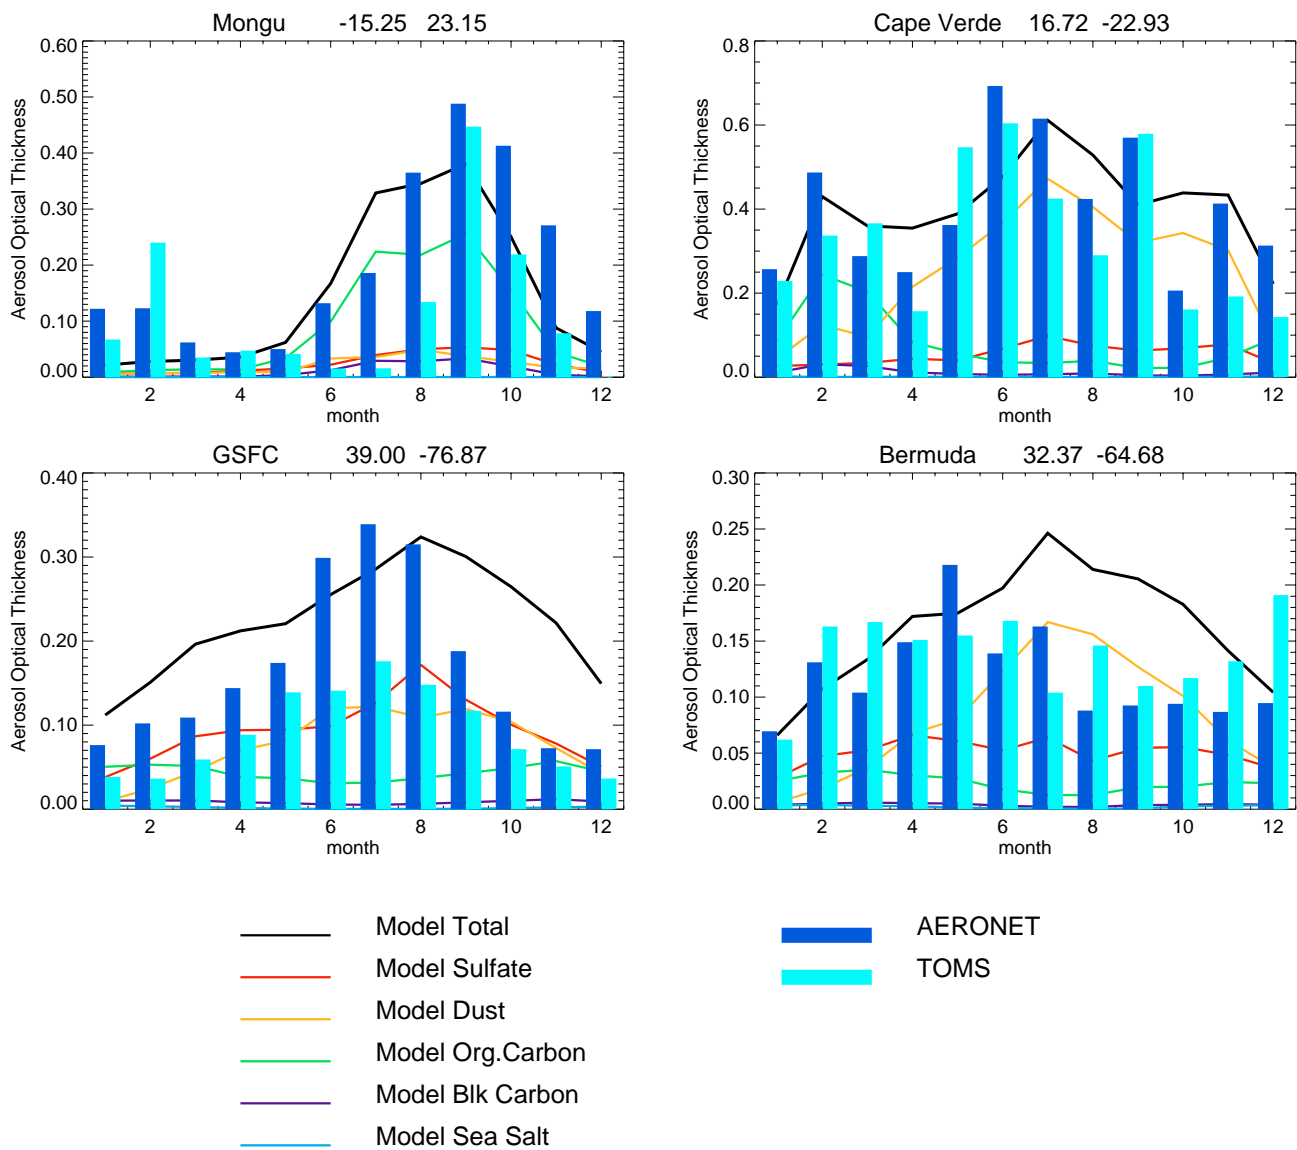 Mongu -15.25 23.15
Aerosol Optical Thickness
0.60
0.50
0.40
0.30
0.20
0.10
0.00
2 4 6 8 10 12
month
Cape Verde 16.72 -22.93
Aerosol Optical Thickness
0.8
0.6
0.4
0.2
0.0
2 4 6 8 10 12
month
GSFC 39.00 -76.87
Aerosol Optical Thickness
0.40
0.30
0.20
0.10
0.00
2 4 6 8 10 12
month
Bermuda 32.37 -64.68
Aerosol Optical Thickness
0.30
0.25
0.20
0.15
0.10
0.05
0.00
2 4 6 8 10 12
month
Model Total
Model Sulfate
Model Dust
Model Org.Carbon
Model Blk Carbon
Model Sea Salt
AERONET
TOMS